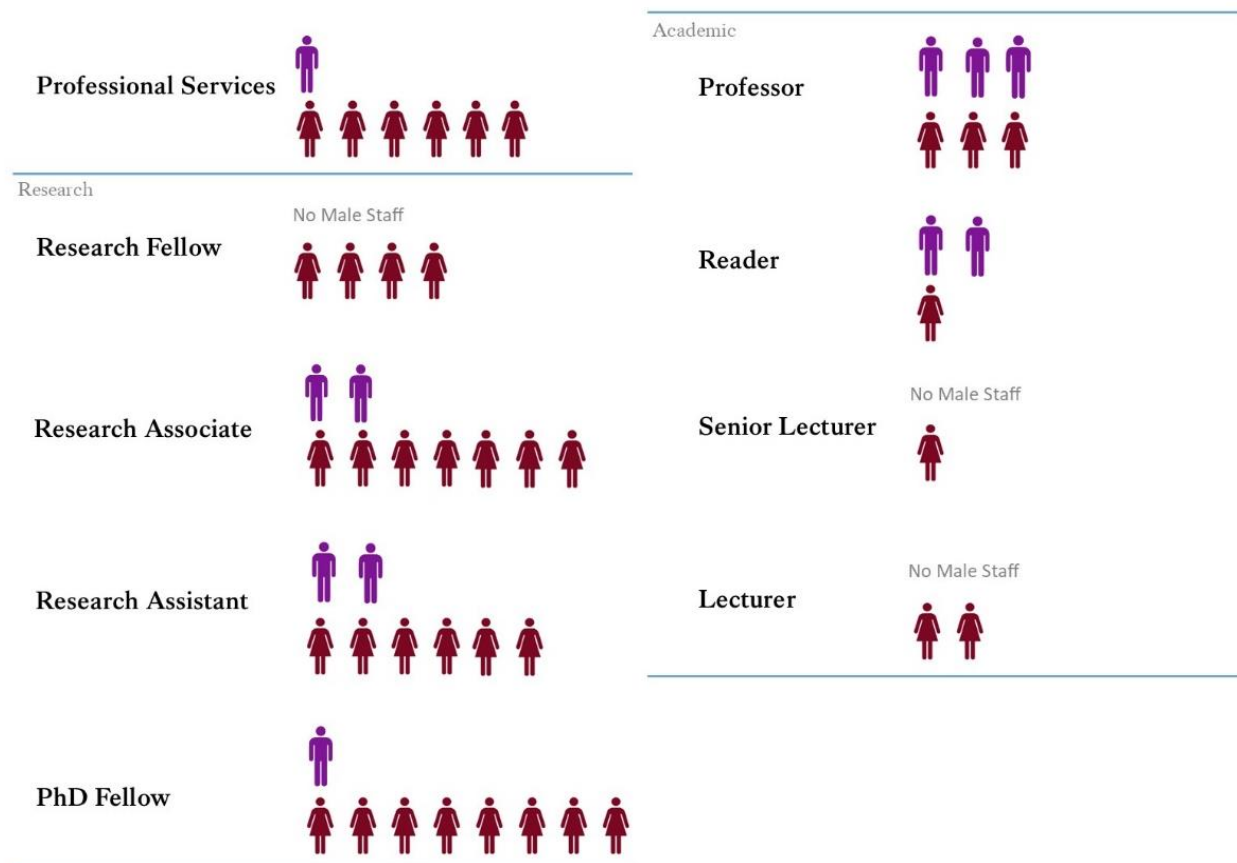 Professional Services
Research
No Male Staff
Research Fellow
Research Associate
Research Assistant
PhD Fellow
Academic
Professor
Reader
No Male Staff
Senior Lecturer
No Male Staff
Lecturer